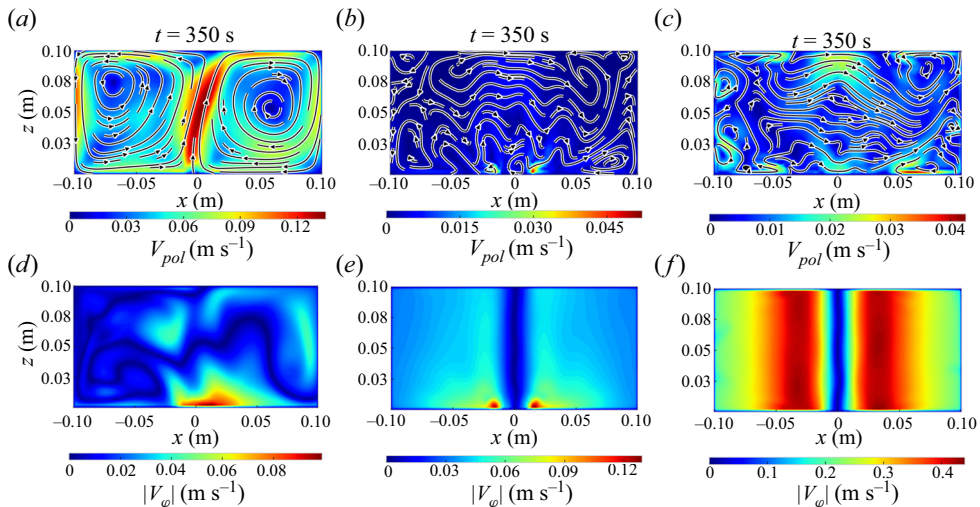 (a) (b) (c)
t = 350 s t = 350 s
0.10 0.10 0.10
0.08 0.08 0.08
z (m)
0.05 0.05 0.05
0.03 0.03 0.03
−0.10 −0.05 0 0.05 0.10 −0.10 −0.05 0 0.05 0.10 −0.10 −0.05 0 0.05 0.10
x (m) x (m) x (m)
0 0.04 0.09 0.12 0 0.015 0.030 0.045 0 0.01 0.02 0.03 0.04
V_pol (m s⁻¹) V_pol (m s⁻¹) V_pol (m s⁻¹)
(d) (e) (f)
0.10 0.10 0.10
0.08 0.08 0.08
z (m)
0.05 0.05 0.05
0.03 0.03 0.03
−0.10 −0.05 0 0.05 0.10 −0.10 −0.05 0 0.05 0.10 −0.10 −0.05 0 0.05 0.10
x (m) x (m) x (m)
0 0.02 0.04 0.06 0.08 0 0.03 0.06 0.09 0.12 0 0.1 0.2 0.3 0.4
|V_φ| (m s⁻¹) |V_φ| (m s⁻¹) |V_φ| (m s⁻¹)